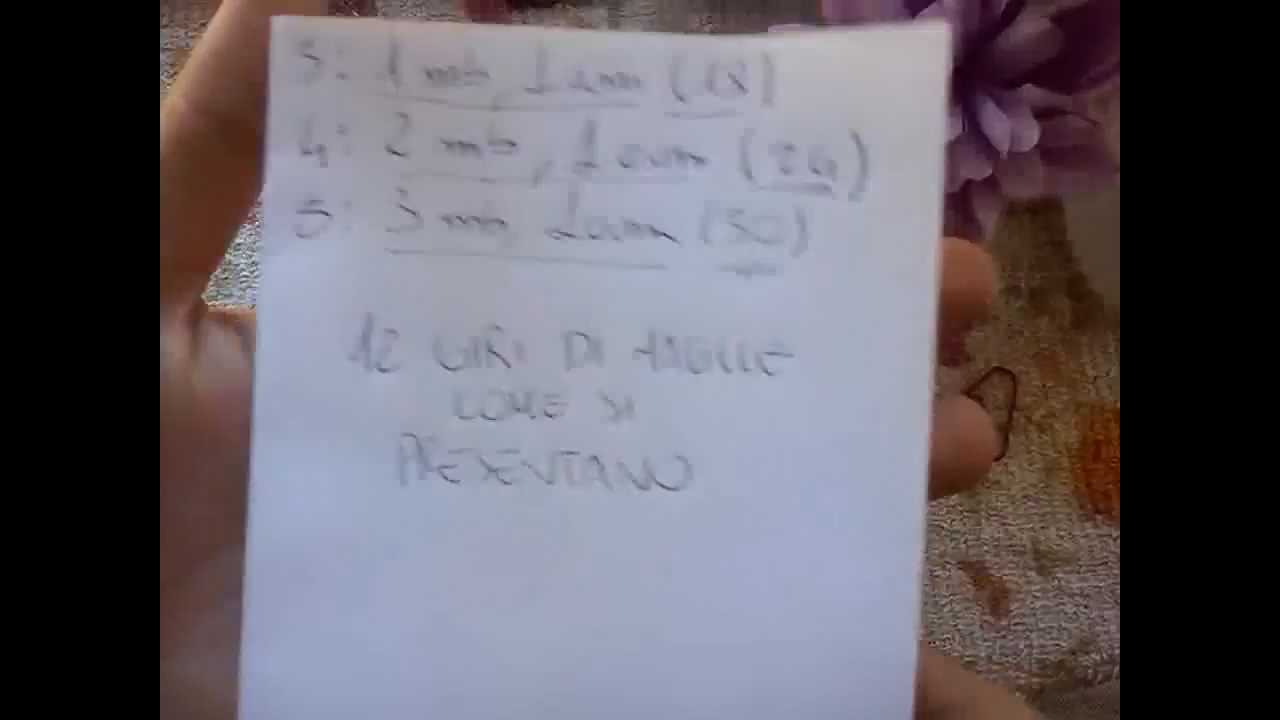 3: 1 mb, 1 aum (18)
4: 2 mb, 1 aum (24)
5: 3 mb, 1 aum (30)
12 GIRI DI MAGLIE
COME SI
PRESENTANO